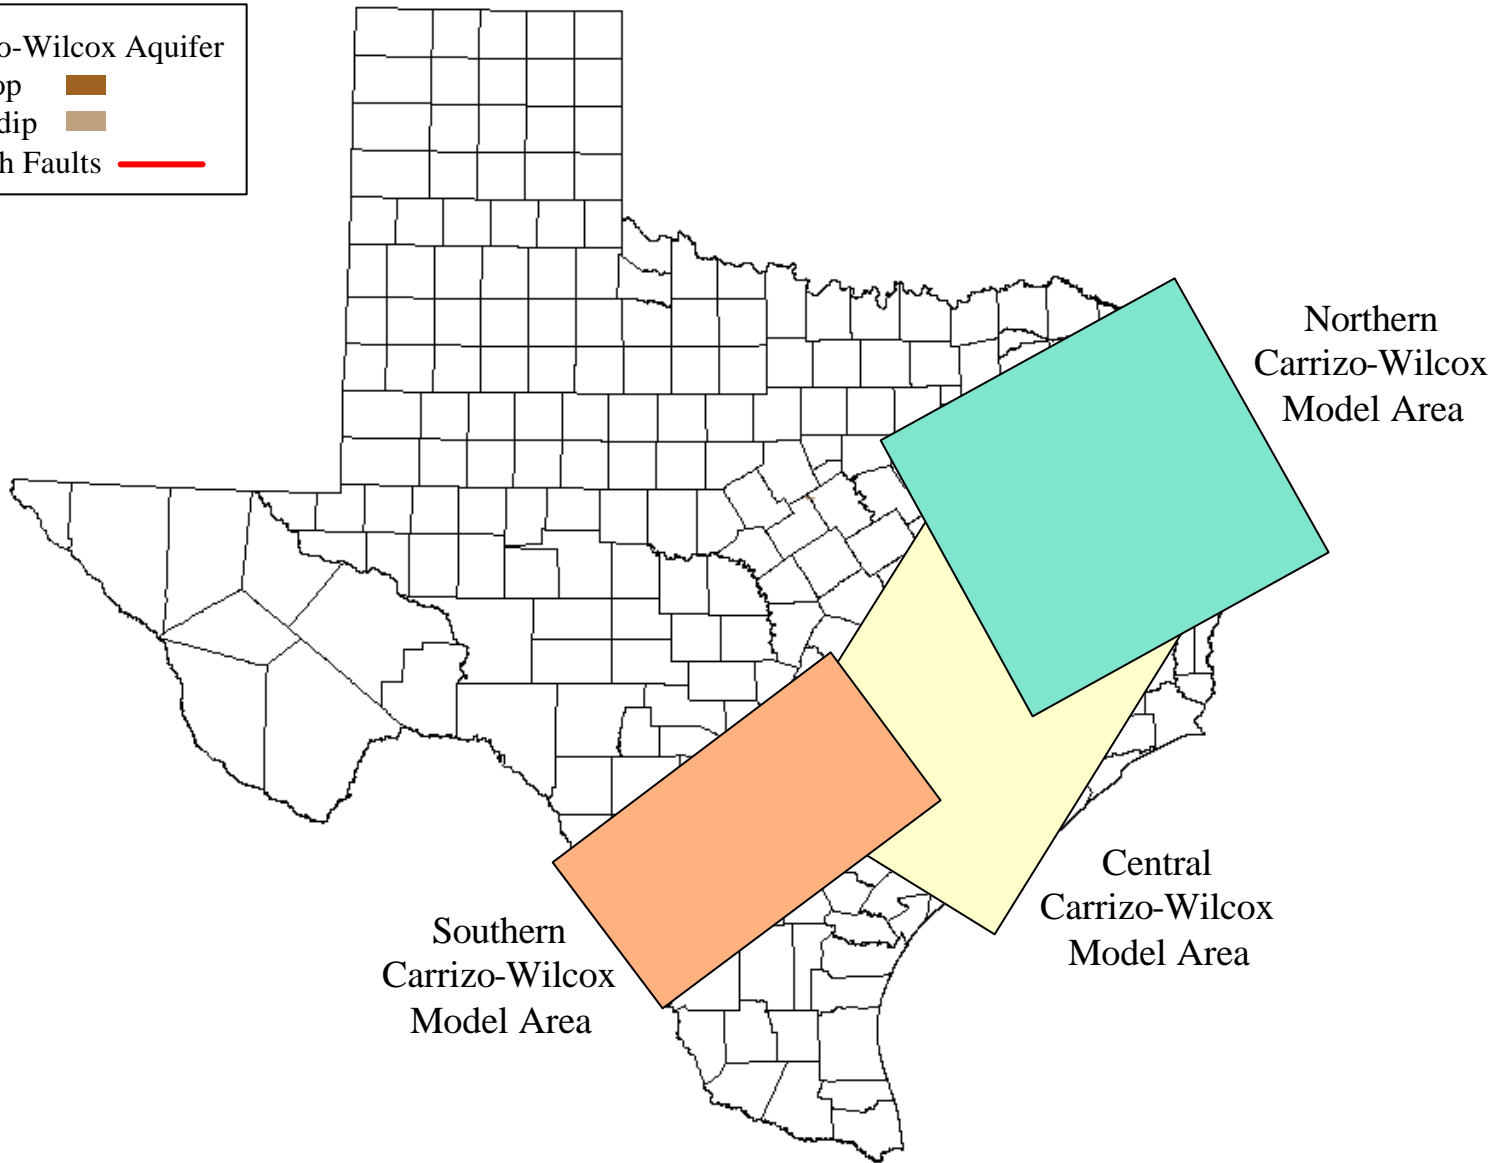 o-Wilcox Aquifer
op
dip
h Faults
Northern
Carrizo-Wilcox
Model Area
Central
Carrizo-Wilcox
Model Area
Southern
Carrizo-Wilcox
Model Area